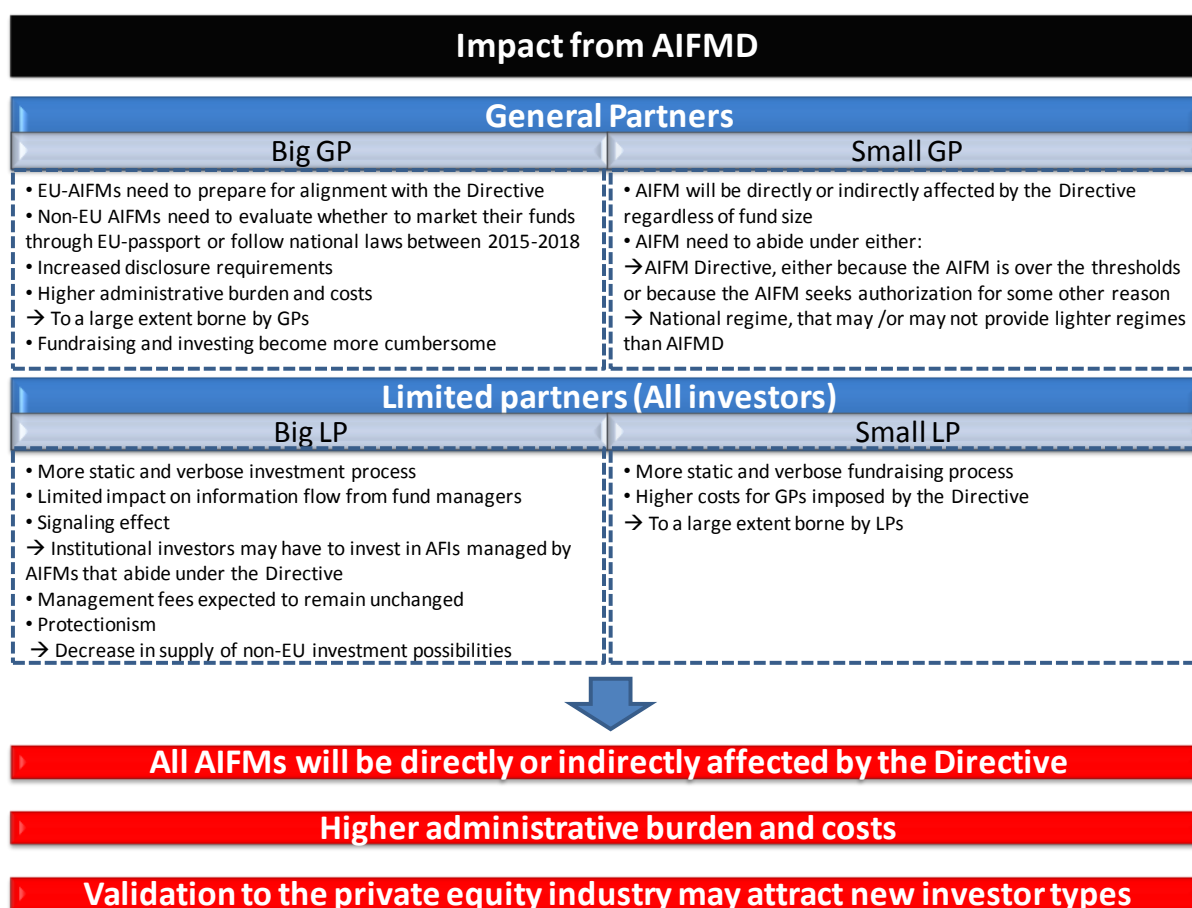 Impact from AIFMD
General Partners
Big GP
Small GP
• EU-AIFMs need to prepare for alignment with the Directive
• Non-EU AIFMs need to evaluate whether to market their funds
through EU-passport or follow national laws between 2015-2018
• Increased disclosure requirements
• Higher administrative burden and costs
→ To a large extent borne by GPs
• Fundraising and investing become more cumbersome
• AIFM will be directly or indirectly affected by the Directive
regardless of fund size
• AIFM need to abide under either:
→AIFM Directive, either because the AIFM is over the thresholds
or because the AIFM seeks authorization for some other reason
→ National regime, that may /or may not provide lighter regimes
than AIFMD
Limited partners (All investors)
Big LP
Small LP
• More static and verbose investment process
• Limited impact on information flow from fund managers
• Signaling effect
→ Institutional investors may have to invest in AFIs managed by
AIFMs that abide under the Directive
• Management fees expected to remain unchanged
• Protectionism
→ Decrease in supply of non-EU investment possibilities
• More static and verbose fundraising process
• Higher costs for GPs imposed by the Directive
→ To a large extent borne by LPs
All AIFMs will be directly or indirectly affected by the Directive
Higher administrative burden and costs
Validation to the private equity industry may attract new investor types